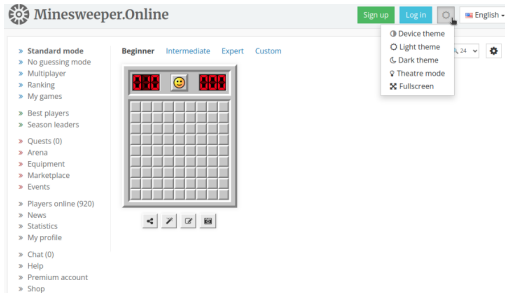 Minesweeper.Online
Sign up
Log in
English
Device theme
Light theme
Dark theme
Theatre mode
Fullscreen
Standard mode
No guessing mode
Multiplayer
Ranking
My games
Best players
Season leaders
Quests (0)
Arena
Equipment
Marketplace
Events
Players online (920)
News
Statistics
My profile
Chat (0)
Help
Premium account
Shop
Beginner Intermediate Expert Custom
24
010
000